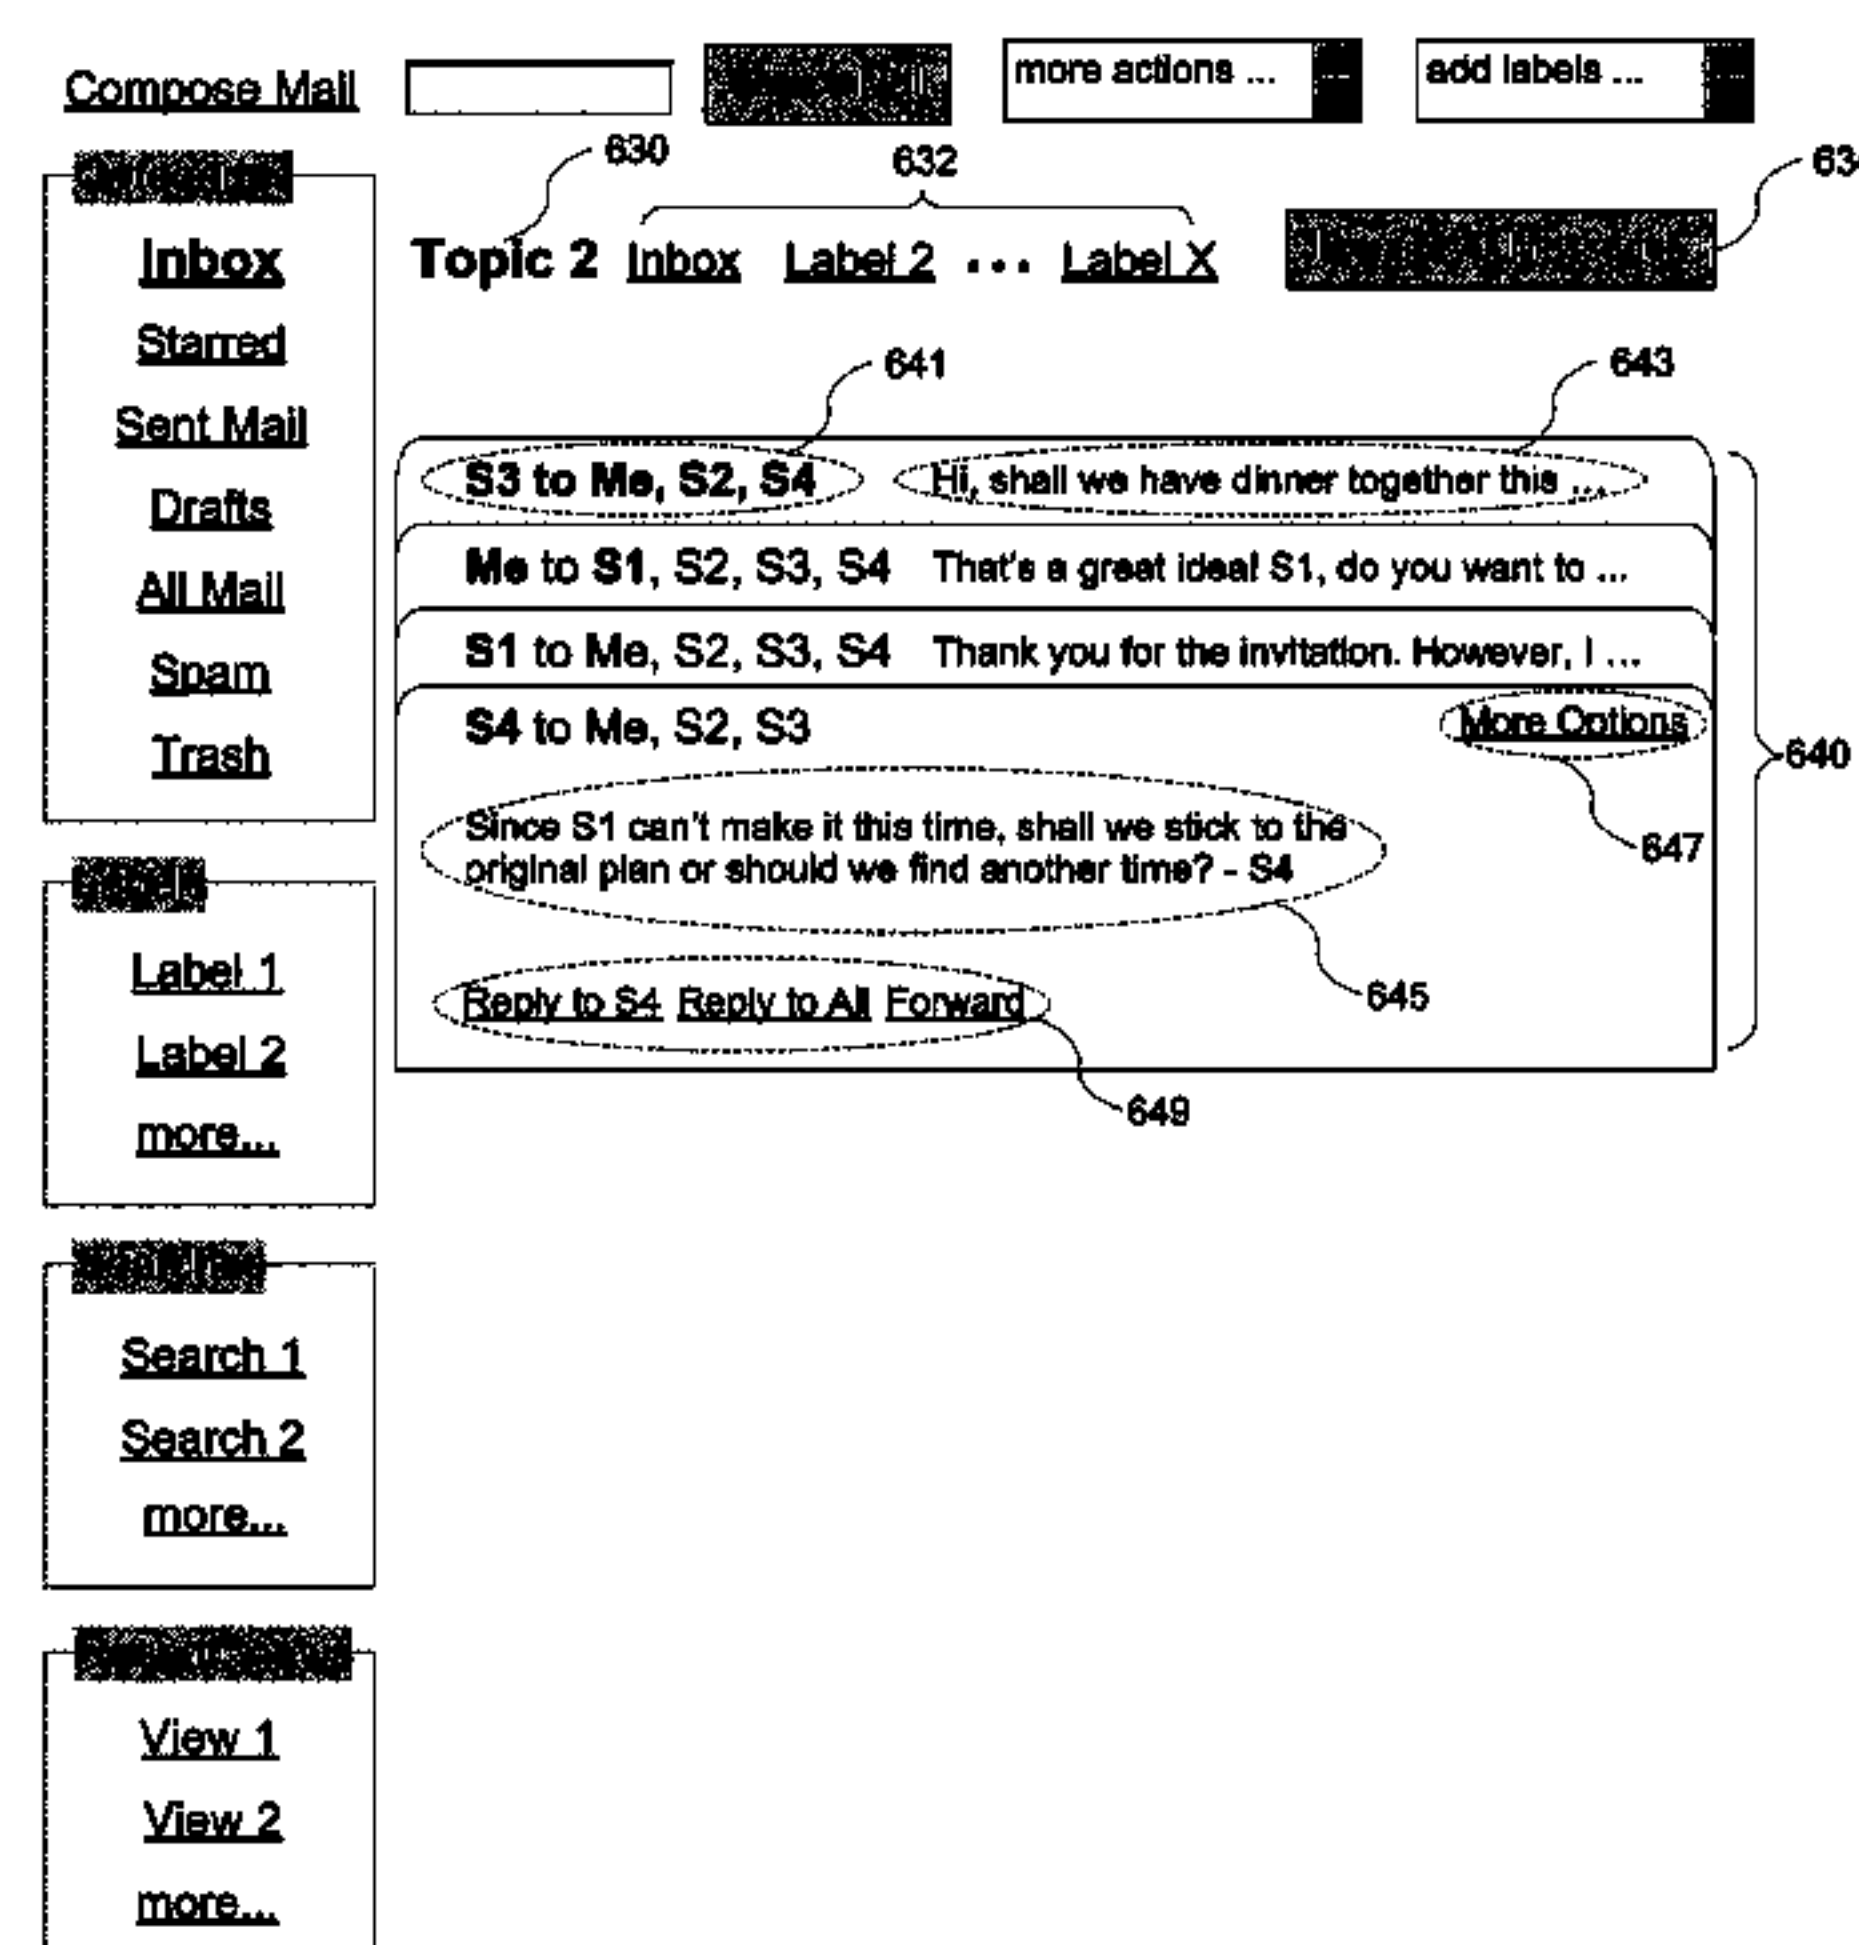 Compose Mail more actions ... add labels ...
630 632
Topic 2 Inbox Label 2 ... Label X
Inbox
Starred
Sent Mail
Drafts
All Mail
Spam
Trash
641 643
S3 to Me, S2, S4 Hi, shall we have dinner together this ...
Me to S1, S2, S3, S4 That's a great idea! S1, do you want to ...
S1 to Me, S2, S3, S4 Thank you for the invitation. However, I ...
S4 to Me, S2, S3 More Options
640
647
Since S1 can't make it this time, shall we stick to the
original plan or should we find another time? - S4
645
Reply to S4 Reply to All Forward
649
Label 1
Label 2
more...
Search 1
Search 2
more...
View 1
View 2
more...